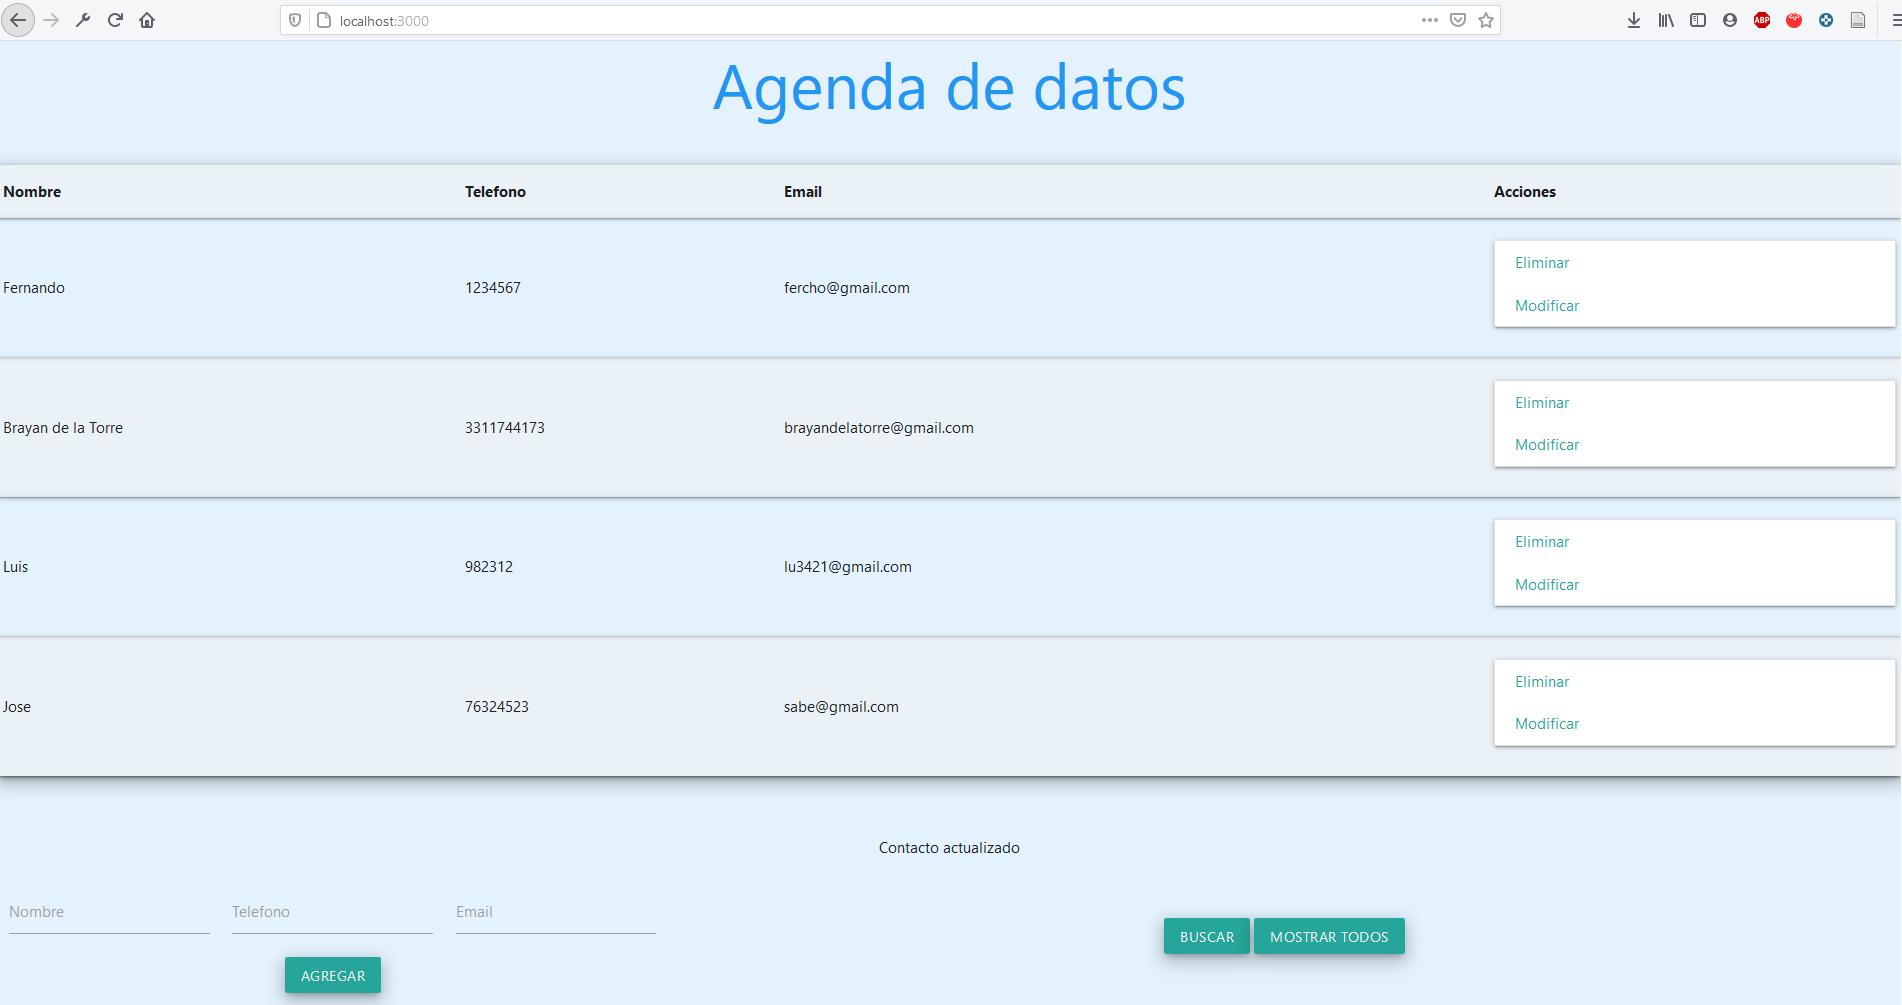 localhost:3000
ABP
Agenda de datos
Nombre Telefono Email Acciones
Eliminar
Fernando 1234567 fercho@gmail.com
Modificar
Eliminar
Brayan de la Torre 3311744173 brayandelatorre@gmail.com
Modificar
Eliminar
Luis 982312 lu3421@gmail.com
Modificar
Eliminar
Jose 76324523 sabe@gmail.com
Modificar
Contacto actualizado
Nombre Telefono Email
BUSCAR MOSTRAR TODOS
AGREGAR